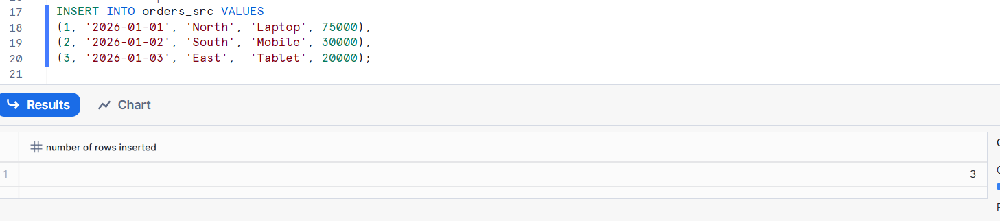 17 INSERT INTO orders_src VALUES
18 (1, '2026-01-01', 'North', 'Laptop', 75000),
19 (2, '2026-01-02', 'South', 'Mobile', 30000),
20 (3, '2026-01-03', 'East',  'Tablet', 20000);
21
Results Chart
number of rows inserted
1 3